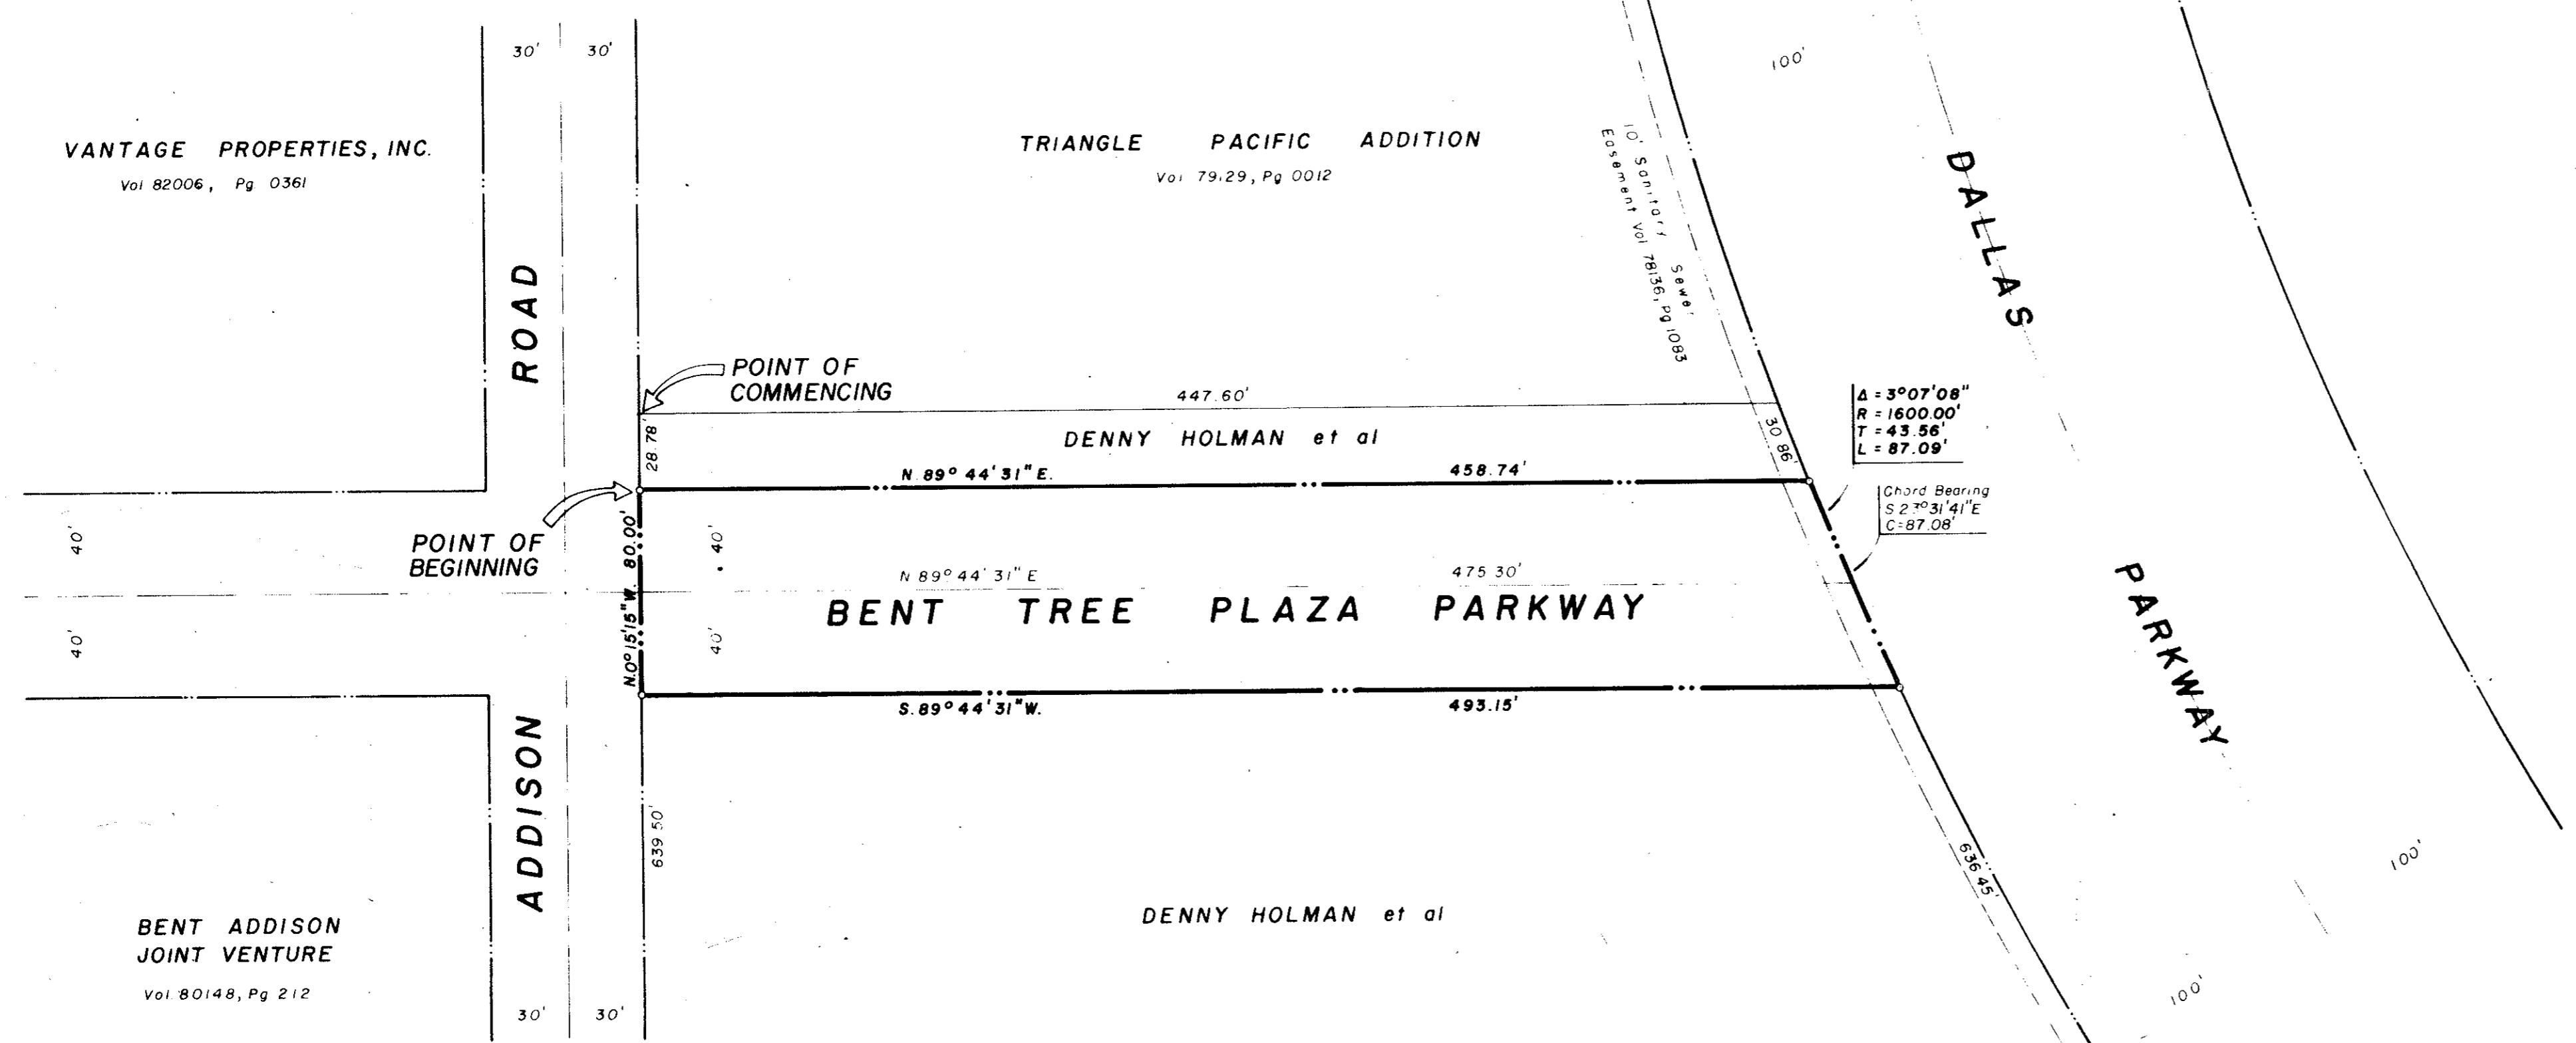 30' 30'
100'
VANTAGE PROPERTIES, INC.
Vol 82006, Pg 0361
TRIANGLE PACIFIC ADDITION
Vol 79129, Pg 0012
10' Sanitary Sewer
Easement Vol 78136, Pg 1083
DALLAS
PARKWAY
ADDISON ROAD
POINT OF
COMMENCING
447.60'
28.78'
DENNY HOLMAN et al
30 86'
Δ = 3°07'08"
R = 1600.00'
T = 43.56'
L = 87.09'
N. 89° 44' 31" E. 458.74'
Chord Bearing
S 23°31'41"E
C=87.08'
POINT OF
BEGINNING
40'
40'
N.0°15'15"W. 80.00'
40'
40'
N 89° 44' 31" E 475 30'
BENT TREE PLAZA PARKWAY
S. 89° 44' 31" W. 493.15'
639 50'
636 45'
100'
100'
DENNY HOLMAN et al
BENT ADDISON
JOINT VENTURE
Vol. 80148, Pg 212
30' 30'